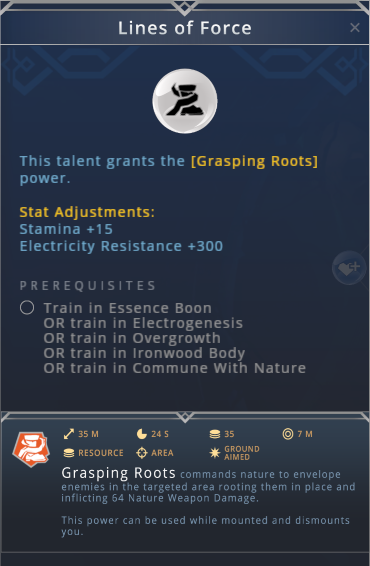 Lines of Force
This talent grants the [Grasping Roots]
power.
Stat Adjustments:
Stamina +15
Electricity Resistance +300
PREREQUISITES
Train in Essence Boon
OR train in Electrogenesis
OR train in Overgrowth
OR train in Ironwood Body
OR train in Commune With Nature
35 M 24 S 35 7 M
RESOURCE AREA GROUND
AIMED
Grasping Roots commands nature to envelope
enemies in the targeted area rooting them in place and
inflicting 64 Nature Weapon Damage.
This power can be used while mounted and dismounts
you.